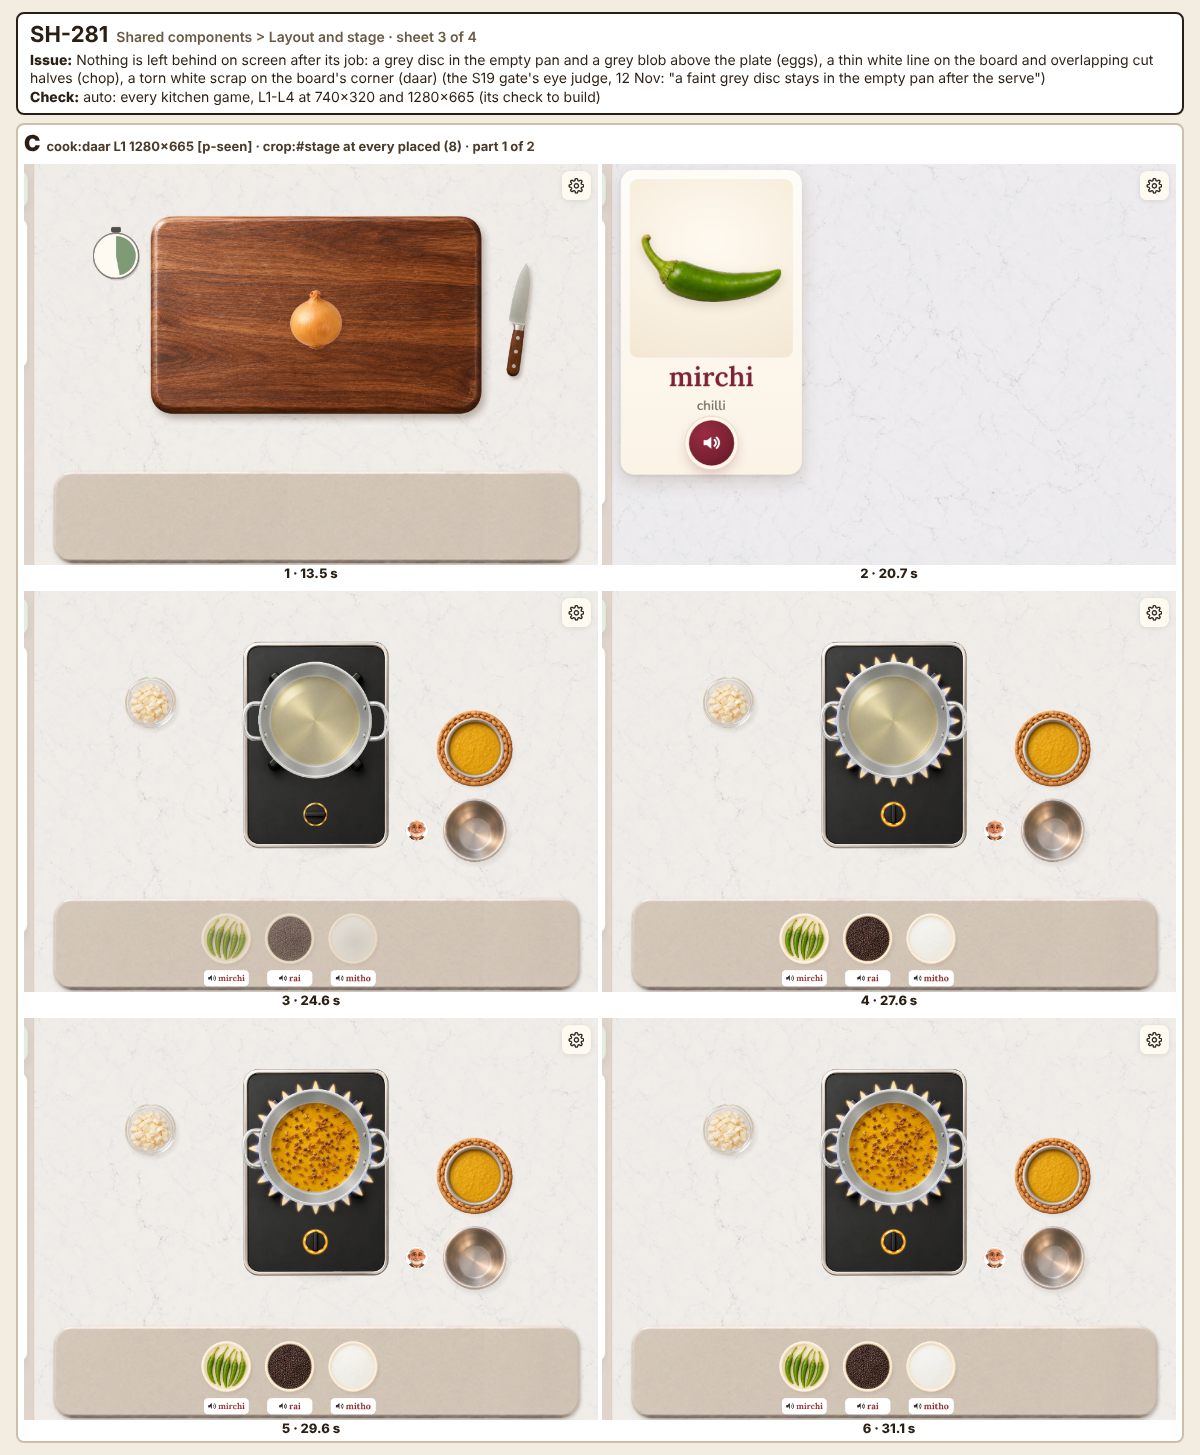 SH-281 Shared components > Layout and stage · sheet 3 of 4
Issue: Nothing is left behind on screen after its job: a grey disc in the empty pan and a grey blob above the plate (eggs), a thin white line on the board and overlapping cut
halves (chop), a torn white scrap on the board's corner (daar) (the S19 gate's eye judge, 12 Nov: "a faint grey disc stays in the empty pan after the serve")
Check: auto: every kitchen game, L1-L4 at 740×320 and 1280×665 (its check to build)
C cook:daar L1 1280×665 [p-seen] · crop:#stage at every placed (8) · part 1 of 2
mirchi
chilli
1 · 13.5 s
2 · 20.7 s
mirchi rai mitho
mirchi rai mitho
3 · 24.6 s
4 · 27.6 s
mirchi rai mitho
mirchi rai mitho
5 · 29.6 s
6 · 31.1 s